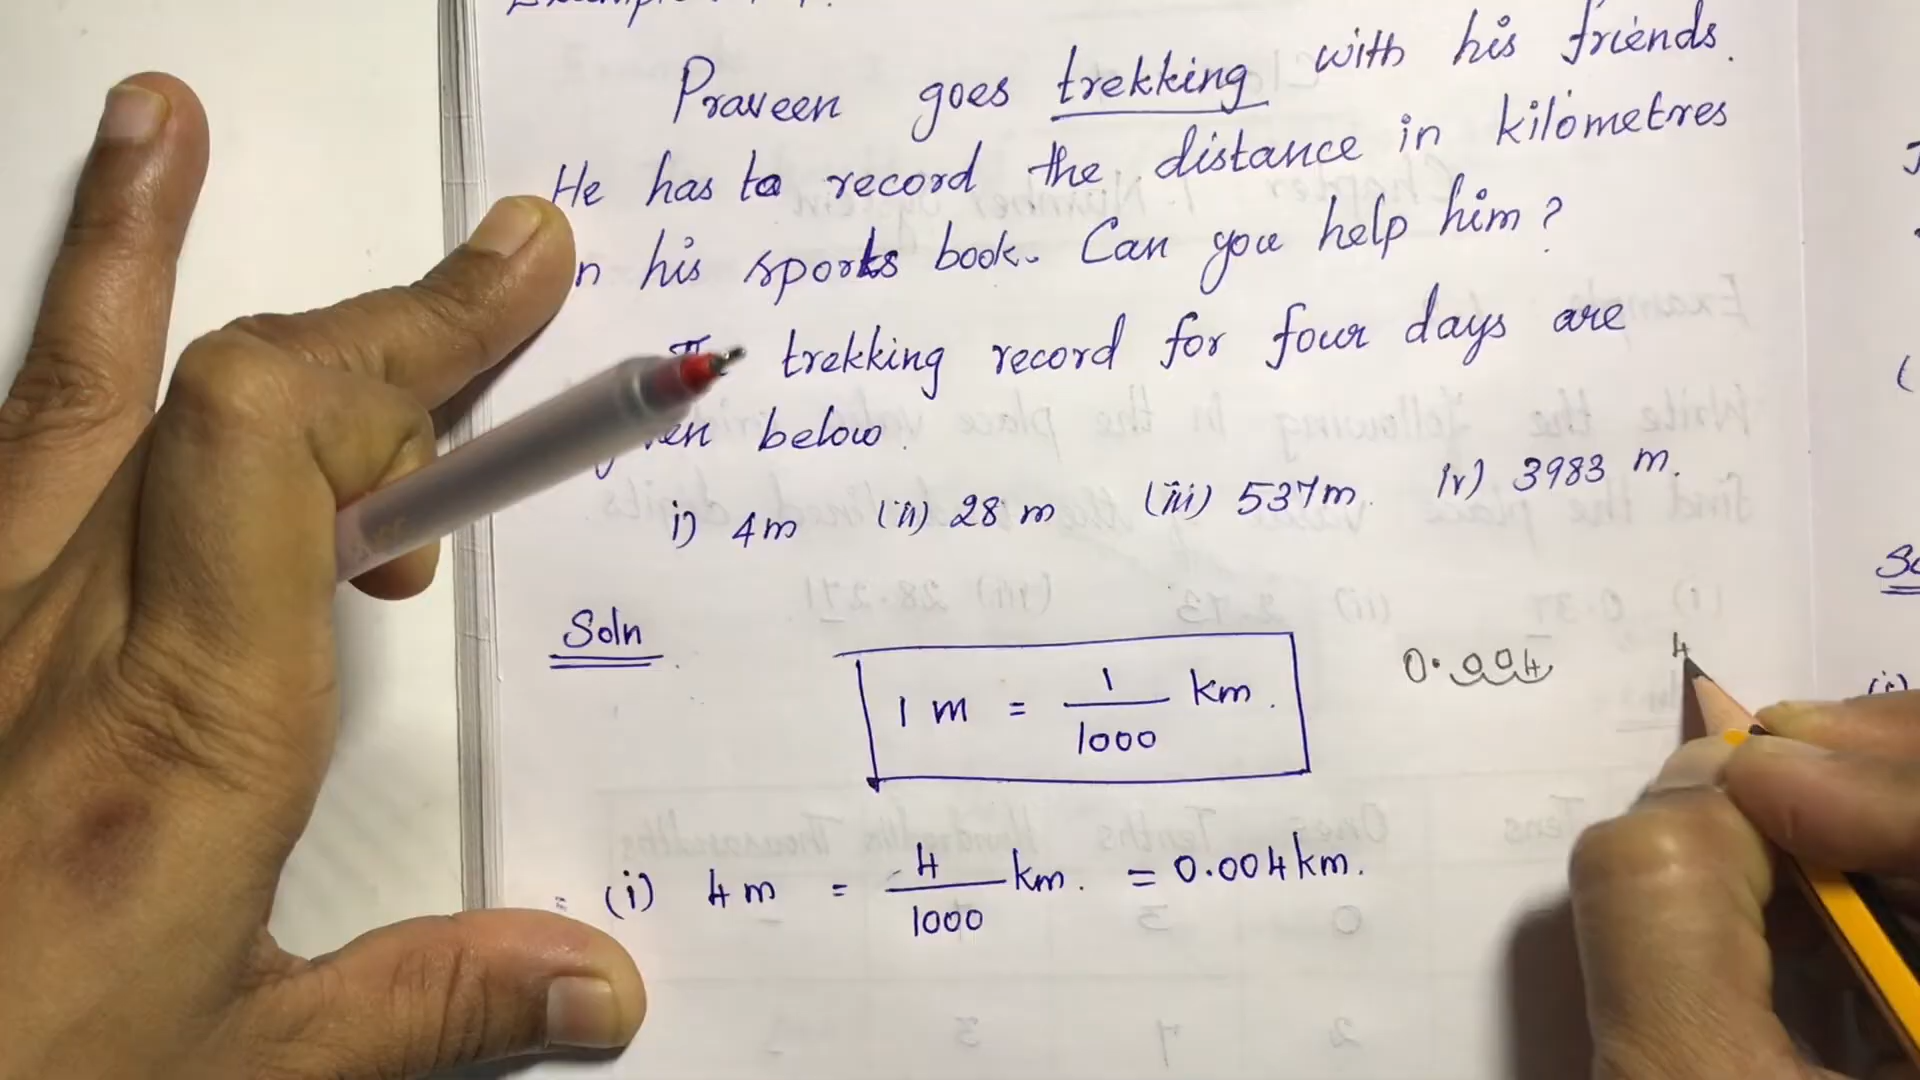 Praveen goes trekking with his friends.
He has to record the distance in kilometres
n his sports book. Can you help him?
trekking record for four days are
ven below.
i) 4m (ii) 28 m (iii) 537m. iv) 3983 m.
Soln
1 m = 1/1000 km.
0.004
4
= (i) 4 m = 4/1000 km. = 0.004 km.